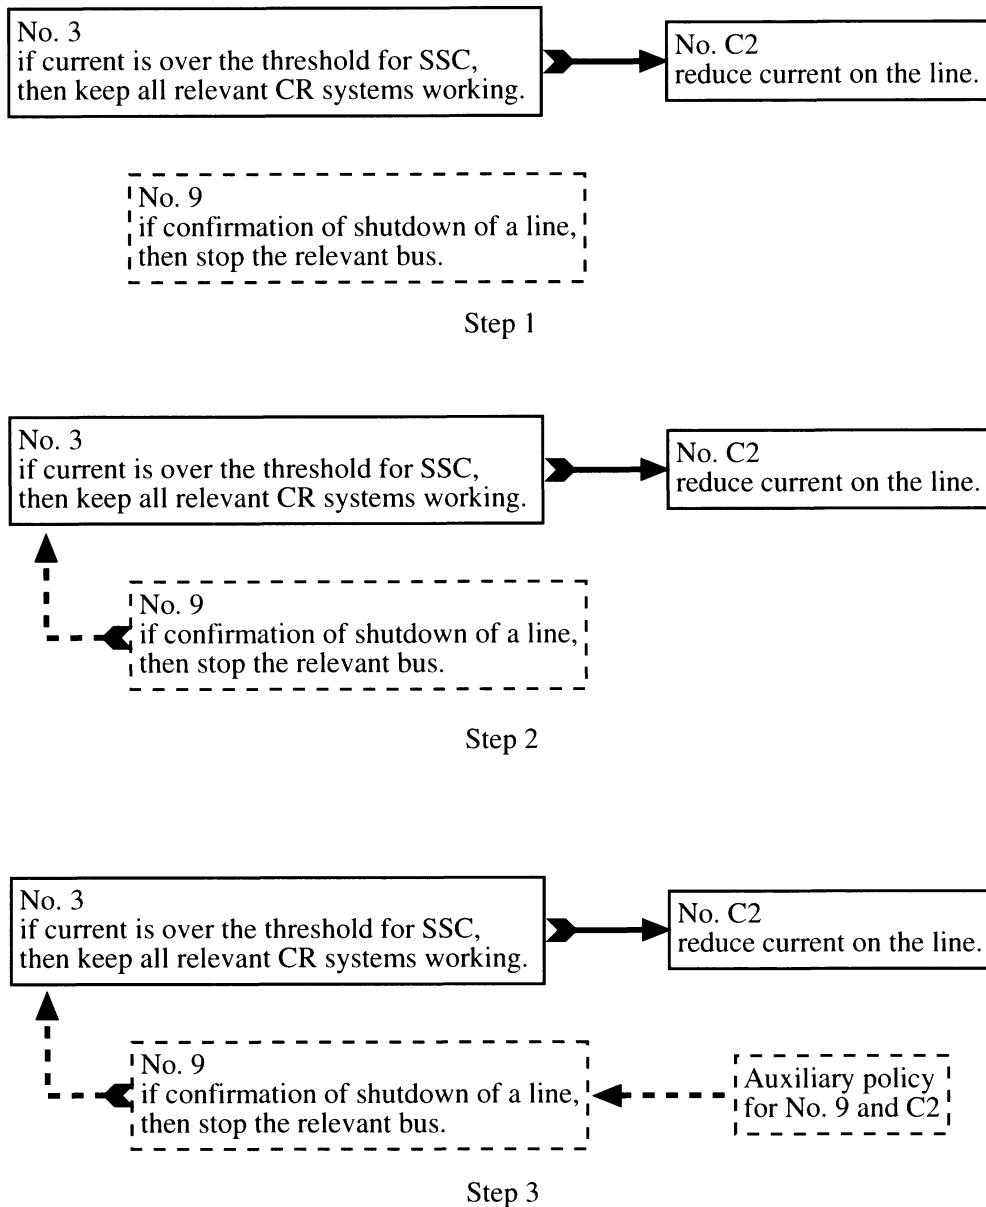 No. 3
if current is over the threshold for SSC,
then keep all relevant CR systems working.
No. C2
reduce current on the line.
No. 9
if confirmation of shutdown of a line,
then stop the relevant bus.
Step 1
No. 3
if current is over the threshold for SSC,
then keep all relevant CR systems working.
No. C2
reduce current on the line.
No. 9
if confirmation of shutdown of a line,
then stop the relevant bus.
Step 2
No. 3
if current is over the threshold for SSC,
then keep all relevant CR systems working.
No. C2
reduce current on the line.
No. 9
if confirmation of shutdown of a line,
then stop the relevant bus.
Auxiliary policy
for No. 9 and C2
Step 3